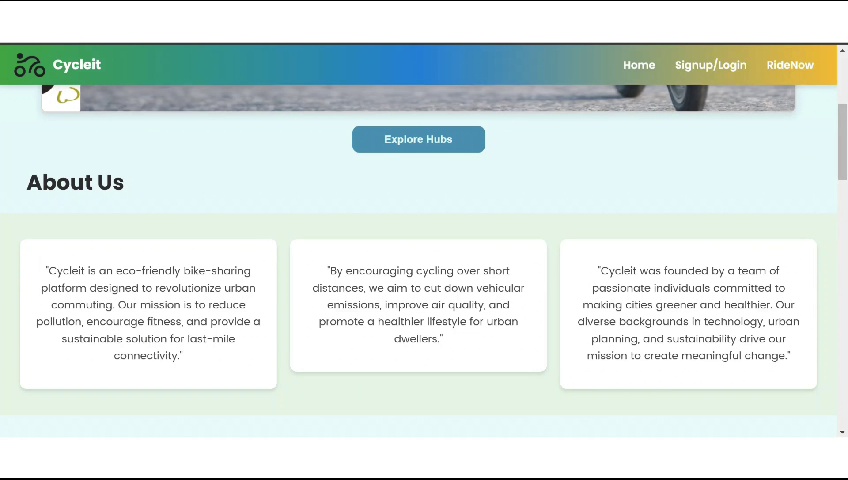 Cycleit
Home Signup/Login RideNow
Explore Hubs
About Us
"Cycleit is an eco-friendly bike-sharing
platform designed to revolutionize urban
commuting. Our mission is to reduce
pollution, encourage fitness, and provide a
sustainable solution for last-mile
connectivity."
"By encouraging cycling over short
distances, we aim to cut down vehicular
emissions, improve air quality, and
promote a healthier lifestyle for urban
dwellers."
"Cycleit was founded by a team of
passionate individuals committed to
making cities greener and healthier. Our
diverse backgrounds in technology, urban
planning, and sustainability drive our
mission to create meaningful change."